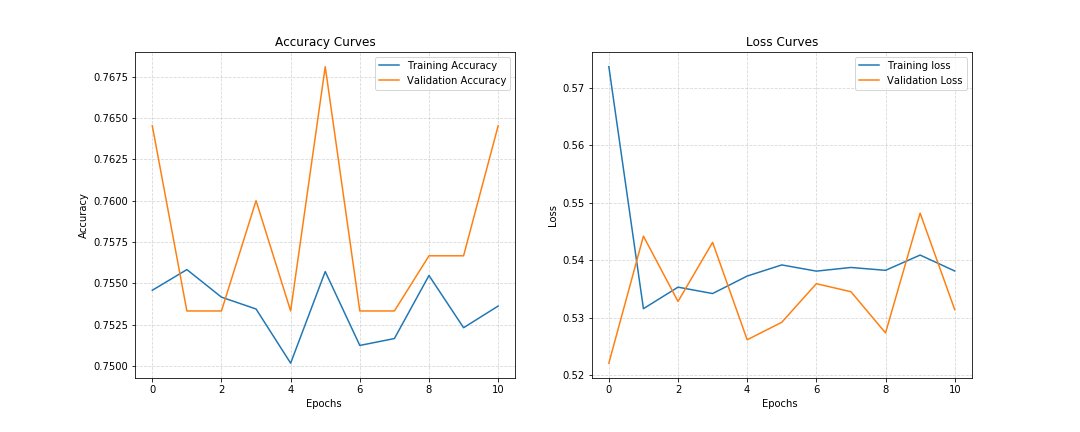 Accuracy Curves
Training Accuracy
Validation Accuracy
0.7675
0.7650
0.7625
0.7600
0.7575
0.7550
0.7525
0.7500
Accuracy
0 2 4 6 8 10
Epochs
Loss Curves
Training loss
Validation Loss
0.57
0.56
0.55
0.54
0.53
0.52
Loss
0 2 4 6 8 10
Epochs